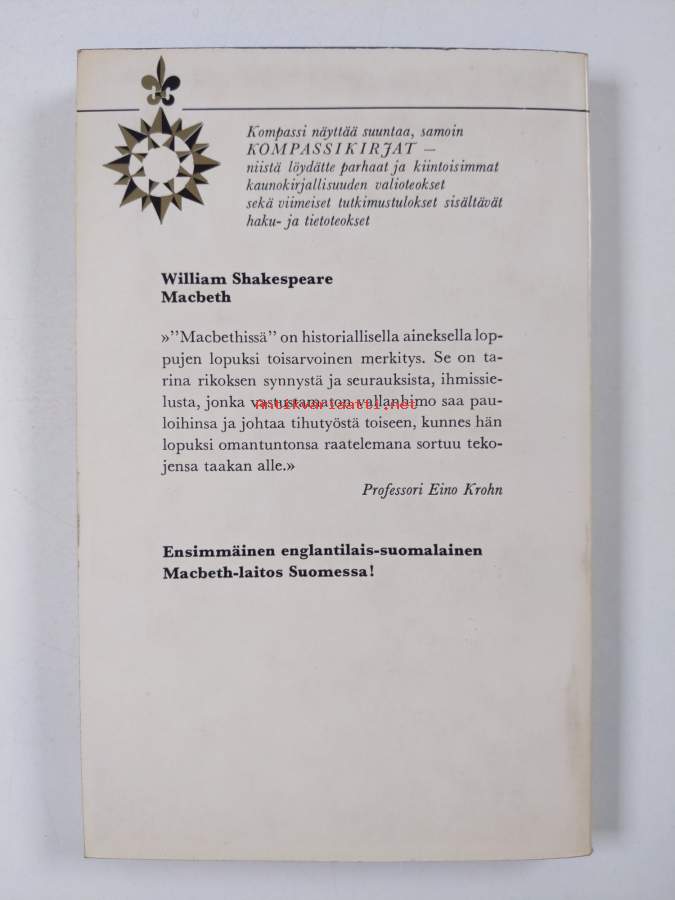 Kompassi näyttää suuntaa, samoin
KOMPASSIKIRJAT —
niistä löydätte parhaat ja kiintoisimmat
kaunokirjallisuuden valioteokset
sekä viimeiset tutkimustulokset sisältävät
haku- ja tietoteokset
William Shakespeare
Macbeth
»”Macbethissä” on historiallisella aineksella lop-
pujen lopuksi toisarvoinen merkitys. Se on ta-
rina rikoksen synnystä ja seurauksista, ihmissie-
lusta, jonka vastustamaton vallanhimo saa pau-
antikvariaatti.net
loihinsa ja johtaa tihutyöstä toiseen, kunnes hän
lopuksi omantuntonsa raatelemana sortuu teko-
jensa taakan alle.»
Professori Eino Krohn
Ensimmäinen englantilais-suomalainen
Macbeth-laitos Suomessa!